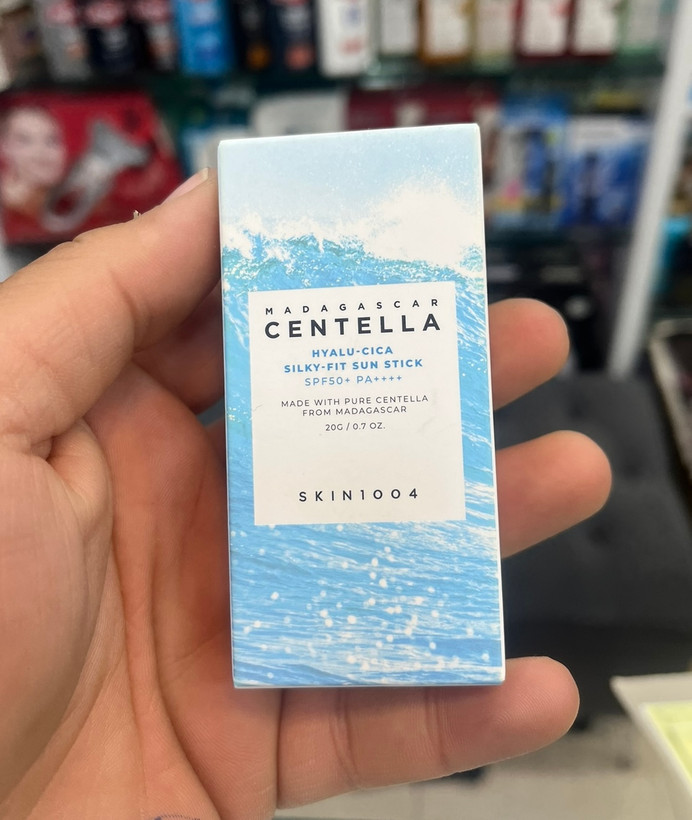 MADAGASCAR
CENTELLA
HYALU-CICA
SILKY-FIT SUN STICK
SPF50+ PA++++
MADE WITH PURE CENTELLA
FROM MADAGASCAR
20G / 0.7 OZ.
SKIN1004